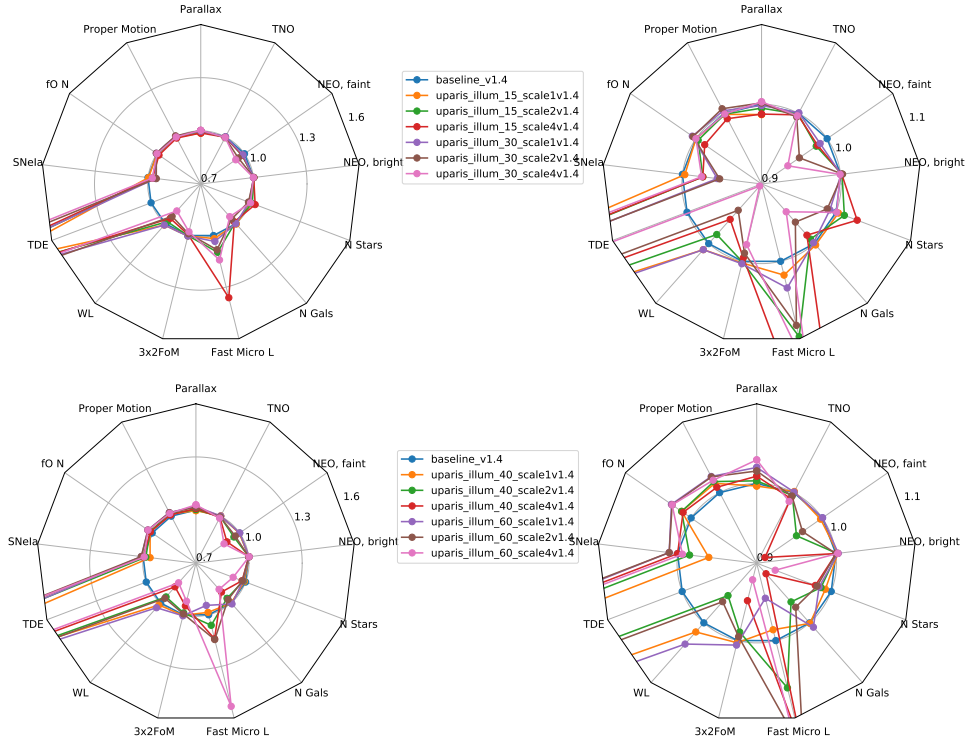 Parallax
Proper Motion
TNO
fO N
NEO, faint
1.6
1.3
SNeIa
1.0
NEO, bright
0.7
TDE
N Stars
WL
N Gals
3x2FoM
Fast Micro L
baseline_v1.4
uparis_illum_15_scale1v1.4
uparis_illum_15_scale2v1.4
uparis_illum_15_scale4v1.4
uparis_illum_30_scale1v1.4
uparis_illum_30_scale2v1.4
uparis_illum_30_scale4v1.4
Parallax
Proper Motion
TNO
fO N
NEO, faint
1.1
1.0
SNeIa
NEO, bright
0.9
TDE
N Stars
WL
N Gals
3x2FoM
Fast Micro L
Parallax
Proper Motion
TNO
fO N
NEO, faint
1.6
1.3
SNeIa
1.0
NEO, bright
0.7
TDE
N Stars
WL
N Gals
3x2FoM
Fast Micro L
baseline_v1.4
uparis_illum_40_scale1v1.4
uparis_illum_40_scale2v1.4
uparis_illum_40_scale4v1.4
uparis_illum_60_scale1v1.4
uparis_illum_60_scale2v1.4
uparis_illum_60_scale4v1.4
Parallax
Proper Motion
TNO
fO N
NEO, faint
1.1
1.0
SNeIa
NEO, bright
0.9
TDE
N Stars
WL
N Gals
3x2FoM
Fast Micro L